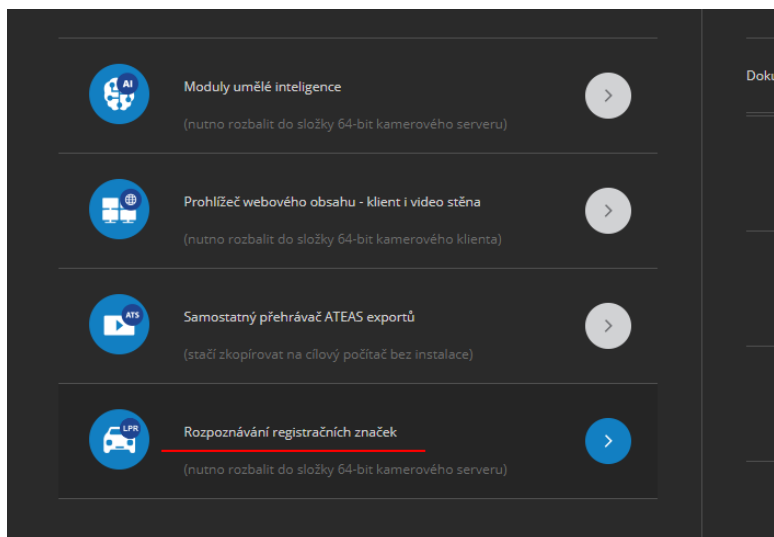 AI
Moduly umělé inteligence
(nutno rozbalit do složky 64-bit kamerového serveru)
Prohlížeč webového obsahu - klient i video stěna
(nutno rozbalit do složky 64-bit kamerového klienta)
ATS
Samostatný přehrávač ATEAS exportů
(stačí zkopírovat na cílový počítač bez instalace)
LPR
Rozpoznávání registračních značek
(nutno rozbalit do složky 64-bit kamerového serveru)
Doku